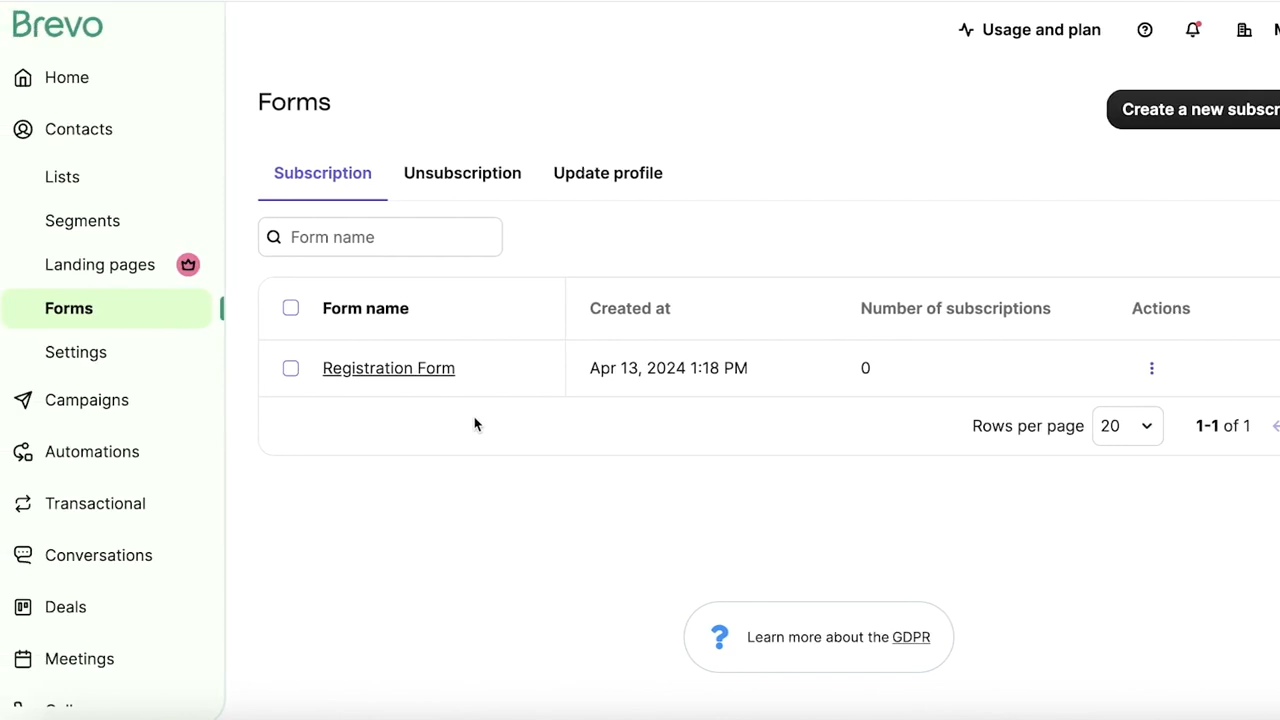 Brevo
Usage and plan
Home
Contacts
Lists
Segments
Landing pages
Forms
Settings
Campaigns
Automations
Transactional
Conversations
Deals
Meetings
Forms
Create a new subscr
Subscription Unsubscription Update profile
Form name
Form name Created at Number of subscriptions Actions
Registration Form Apr 13, 2024 1:18 PM 0
Rows per page 20 1-1 of 1
? Learn more about the GDPR